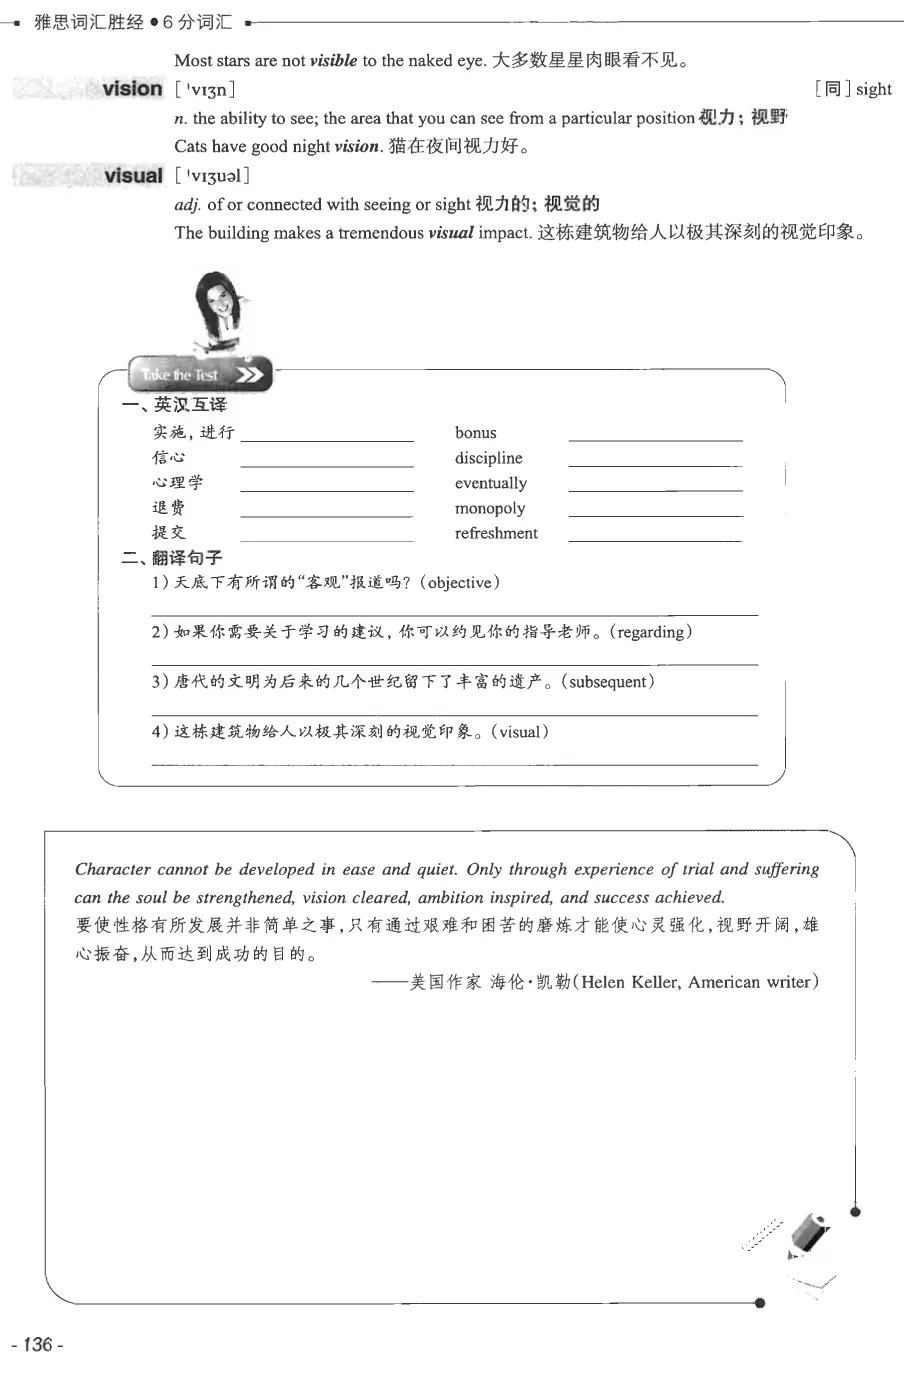 雅思词汇胜经●6分词汇
Most stars are not visible to the naked eye. 大多数星星肉眼看不见。
vision [ˈvɪʒn] [同] sight
n. the ability to see; the area that you can see from a particular position 视力；视野
Cats have good night vision. 猫在夜间视力好。
visual [ˈvɪʒuəl]
adj. of or connected with seeing or sight 视力的；视觉的
The building makes a tremendous visual impact. 这栋建筑物给人以极其深刻的视觉印象。
Take the Test
一、英汉互译
实施，进行 bonus
信心 discipline
心理学 eventually
退费 monopoly
提交 refreshment
二、翻译句子
1) 天底下有所谓的“客观”报道吗？(objective)
2) 如果你需要关于学习的建议，你可以约见你的指导老师。(regarding)
3) 唐代的文明为后来的几个世纪留下了丰富的遗产。(subsequent)
4) 这栋建筑物给人以极其深刻的视觉印象。(visual)
Character cannot be developed in ease and quiet. Only through experience of trial and suffering
can the soul be strengthened, vision cleared, ambition inspired, and success achieved.
要使性格有所发展并非简单之事，只有通过艰难和困苦的磨炼才能使心灵强化，视野开阔，雄
心振奋，从而达到成功的目的。
——美国作家 海伦·凯勒(Helen Keller, American writer)
- 136 -